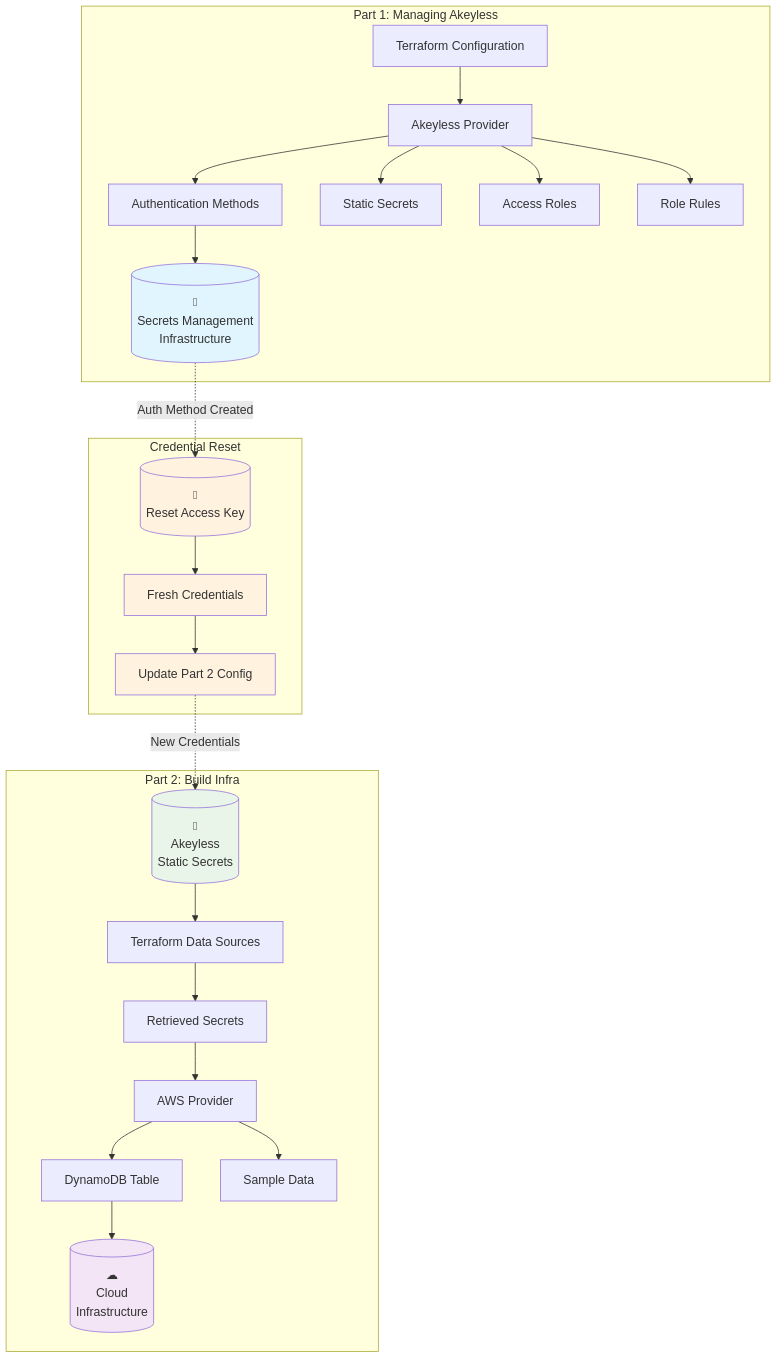 Part 1: Managing Akeyless
Terraform Configuration
Akeyless Provider
Authentication Methods
Static Secrets
Access Roles
Role Rules
Secrets Management
Infrastructure
Auth Method Created
Credential Reset
Reset Access Key
Fresh Credentials
Update Part 2 Config
New Credentials
Part 2: Build Infra
Akeyless
Static Secrets
Terraform Data Sources
Retrieved Secrets
AWS Provider
DynamoDB Table
Sample Data
☁
Cloud
Infrastructure